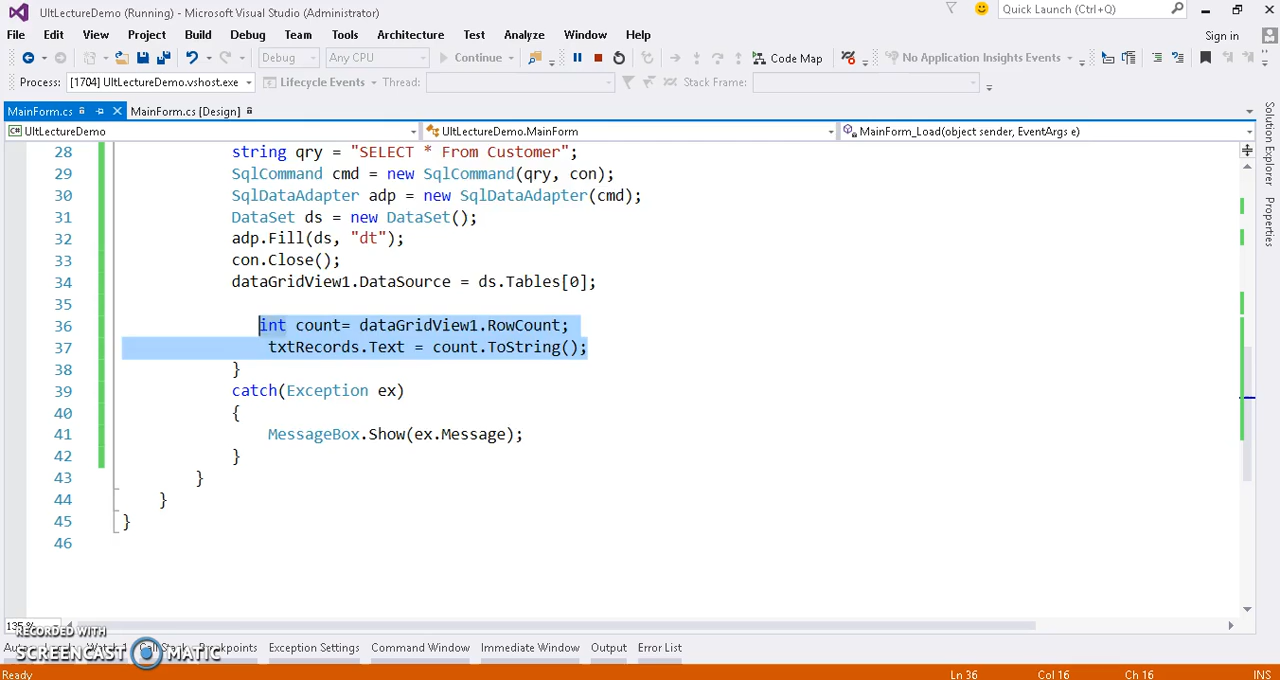 UltLectureDemo (Running) - Microsoft Visual Studio (Administrator)
Quick Launch (Ctrl+Q)
File Edit View Project Build Debug Team Tools Architecture Test Analyze Window Help
Sign in
Debug Any CPU Continue Code Map No Application Insights Events
Process: [1704] UltLectureDemo.vshost.exe Lifecycle Events Thread: Stack Frame:
MainForm.cs MainForm.cs [Design]
UltLectureDemo UltLectureDemo.MainForm MainForm_Load(object sender, EventArgs e)
Solution Explorer
Properties
28 string qry = "SELECT * From Customer";
29 SqlCommand cmd = new SqlCommand(qry, con);
30 SqlDataAdapter adp = new SqlDataAdapter(cmd);
31 DataSet ds = new DataSet();
32 adp.Fill(ds, "dt");
33 con.Close();
34 dataGridView1.DataSource = ds.Tables[0];
35
36 int count= dataGridView1.RowCount;
37 txtRecords.Text = count.ToString();
38 }
39 catch(Exception ex)
40 {
41 MessageBox.Show(ex.Message);
42 }
43 }
44 }
45 }
46
135 %
RECORDED WITH
SCREENCAST MATIC
Exception Settings Command Window Immediate Window Output Error List
Ready Ln 36 Col 16 Ch 16 INS